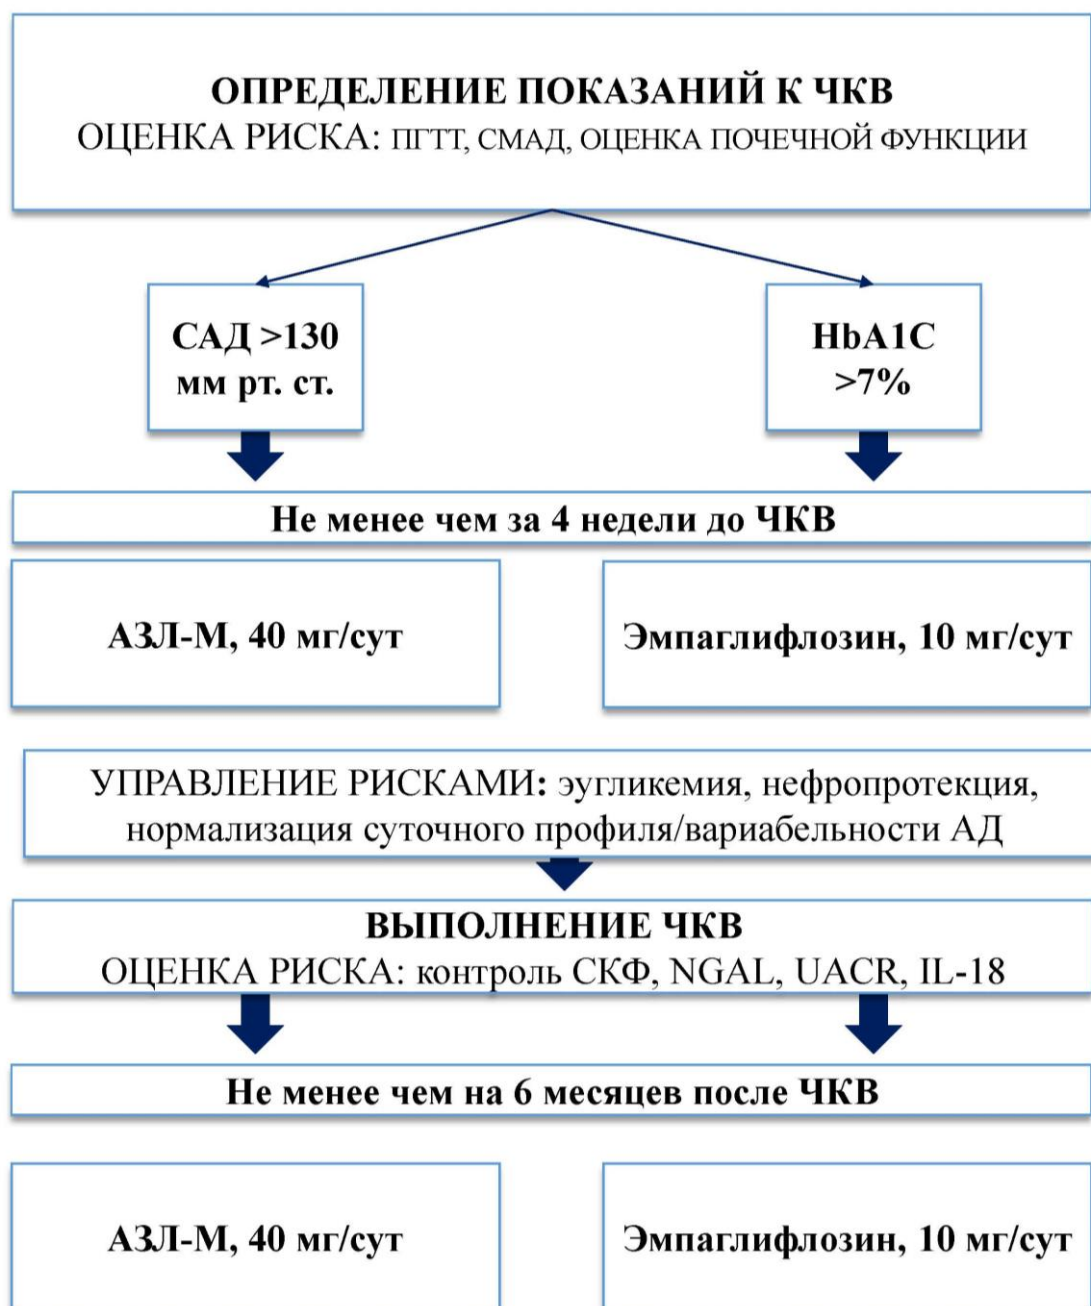 ОПРЕДЕЛЕНИЕ ПОКАЗАНИЙ К ЧКВ
ОЦЕНКА РИСКА: ПГТТ, СМАД, ОЦЕНКА ПОЧЕЧНОЙ ФУНКЦИИ
САД >130
мм рт. ст.
HbA1C
>7%
Не менее чем за 4 недели до ЧКВ
АЗЛ-М, 40 мг/сут
Эмпаглифлозин, 10 мг/сут
УПРАВЛЕНИЕ РИСКАМИ: эугликемия, нефропротекция,
нормализация суточного профиля/вариабельности АД
ВЫПОЛНЕНИЕ ЧКВ
ОЦЕНКА РИСКА: контроль СКФ, NGAL, UACR, IL-18
Не менее чем на 6 месяцев после ЧКВ
АЗЛ-М, 40 мг/сут
Эмпаглифлозин, 10 мг/сут